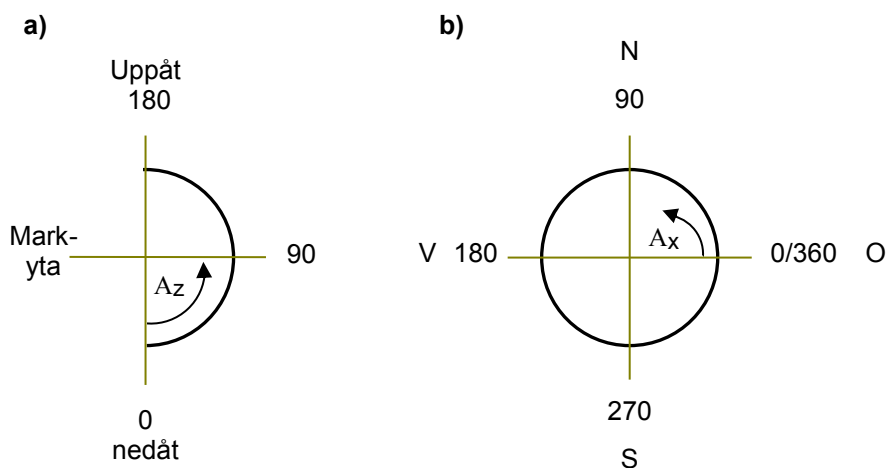 a)
Uppåt
180
Mark-
yta
90
Az
0
nedåt
b)
N
90
V 180
Ax
0/360 O
270
S